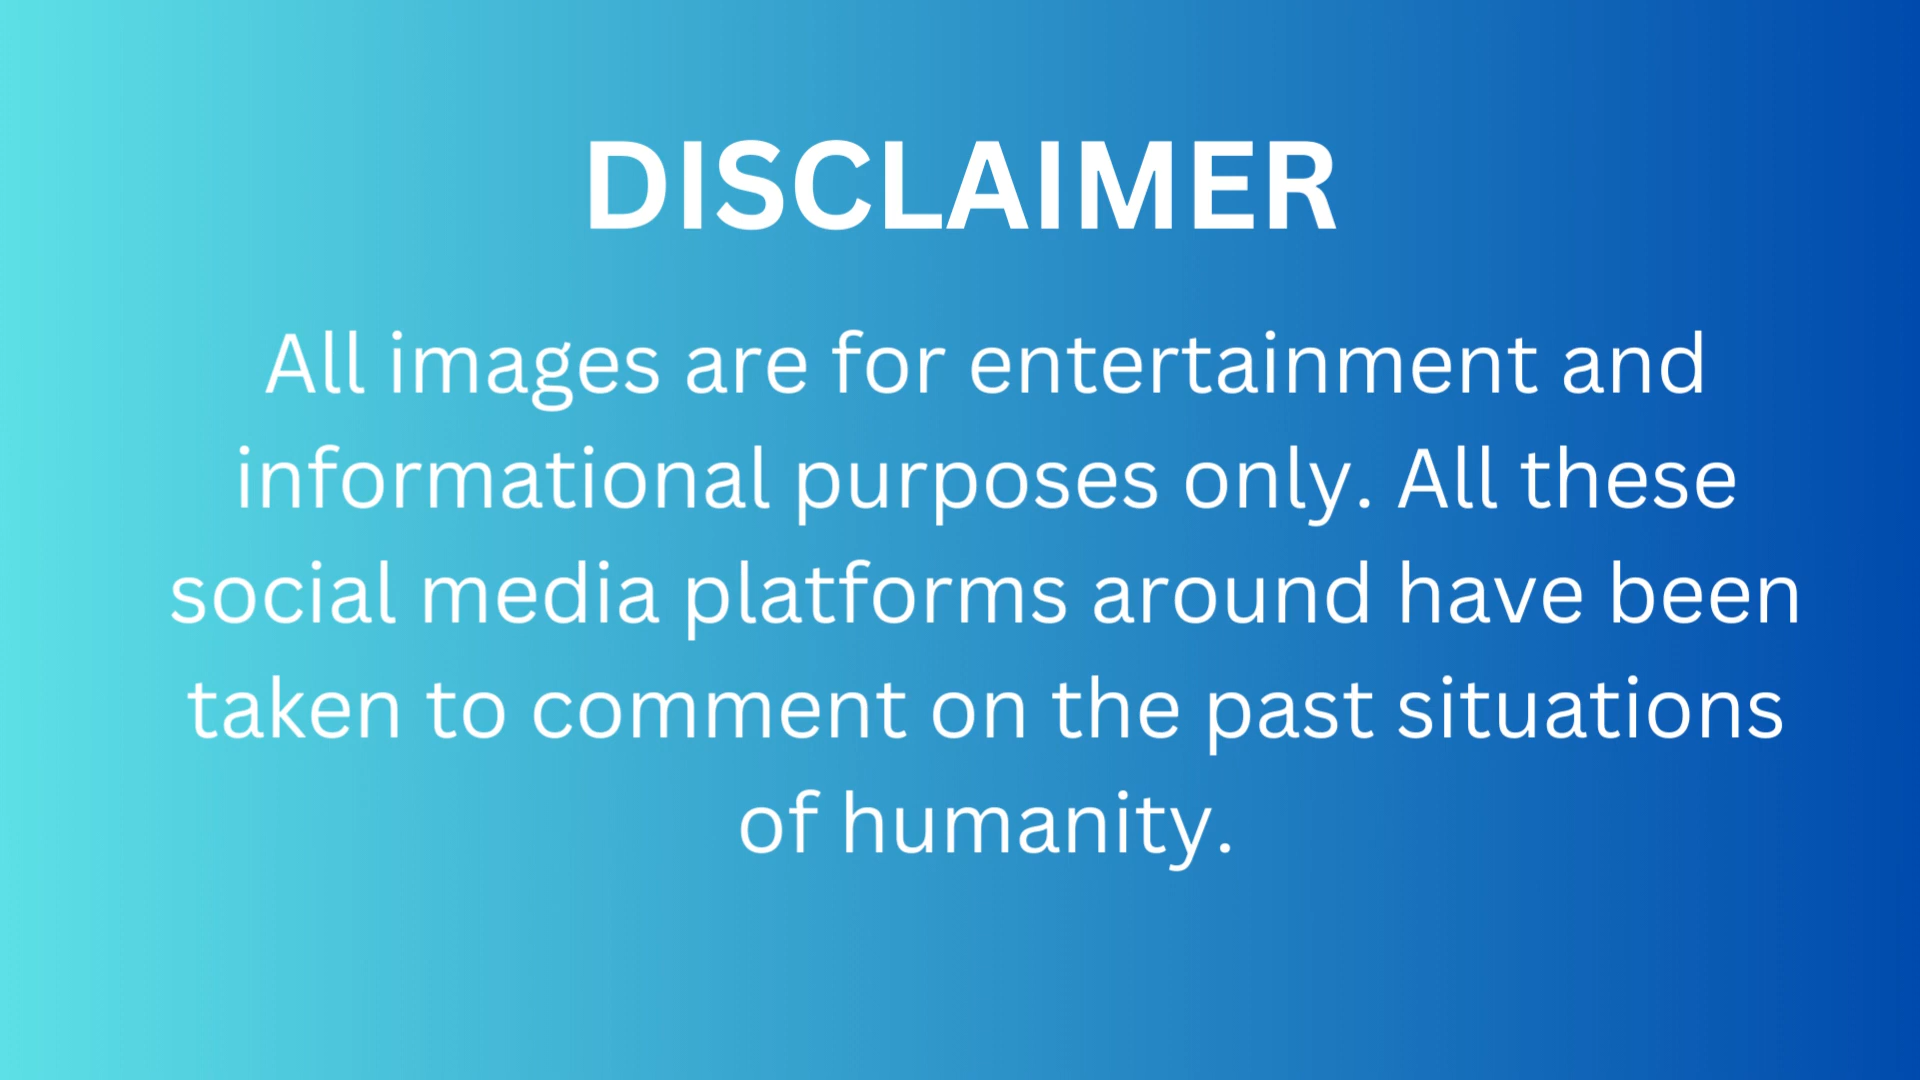 DISCLAIMER
All images are for entertainment and
informational purposes only. All these
social media platforms around have been
taken to comment on the past situations
of humanity.